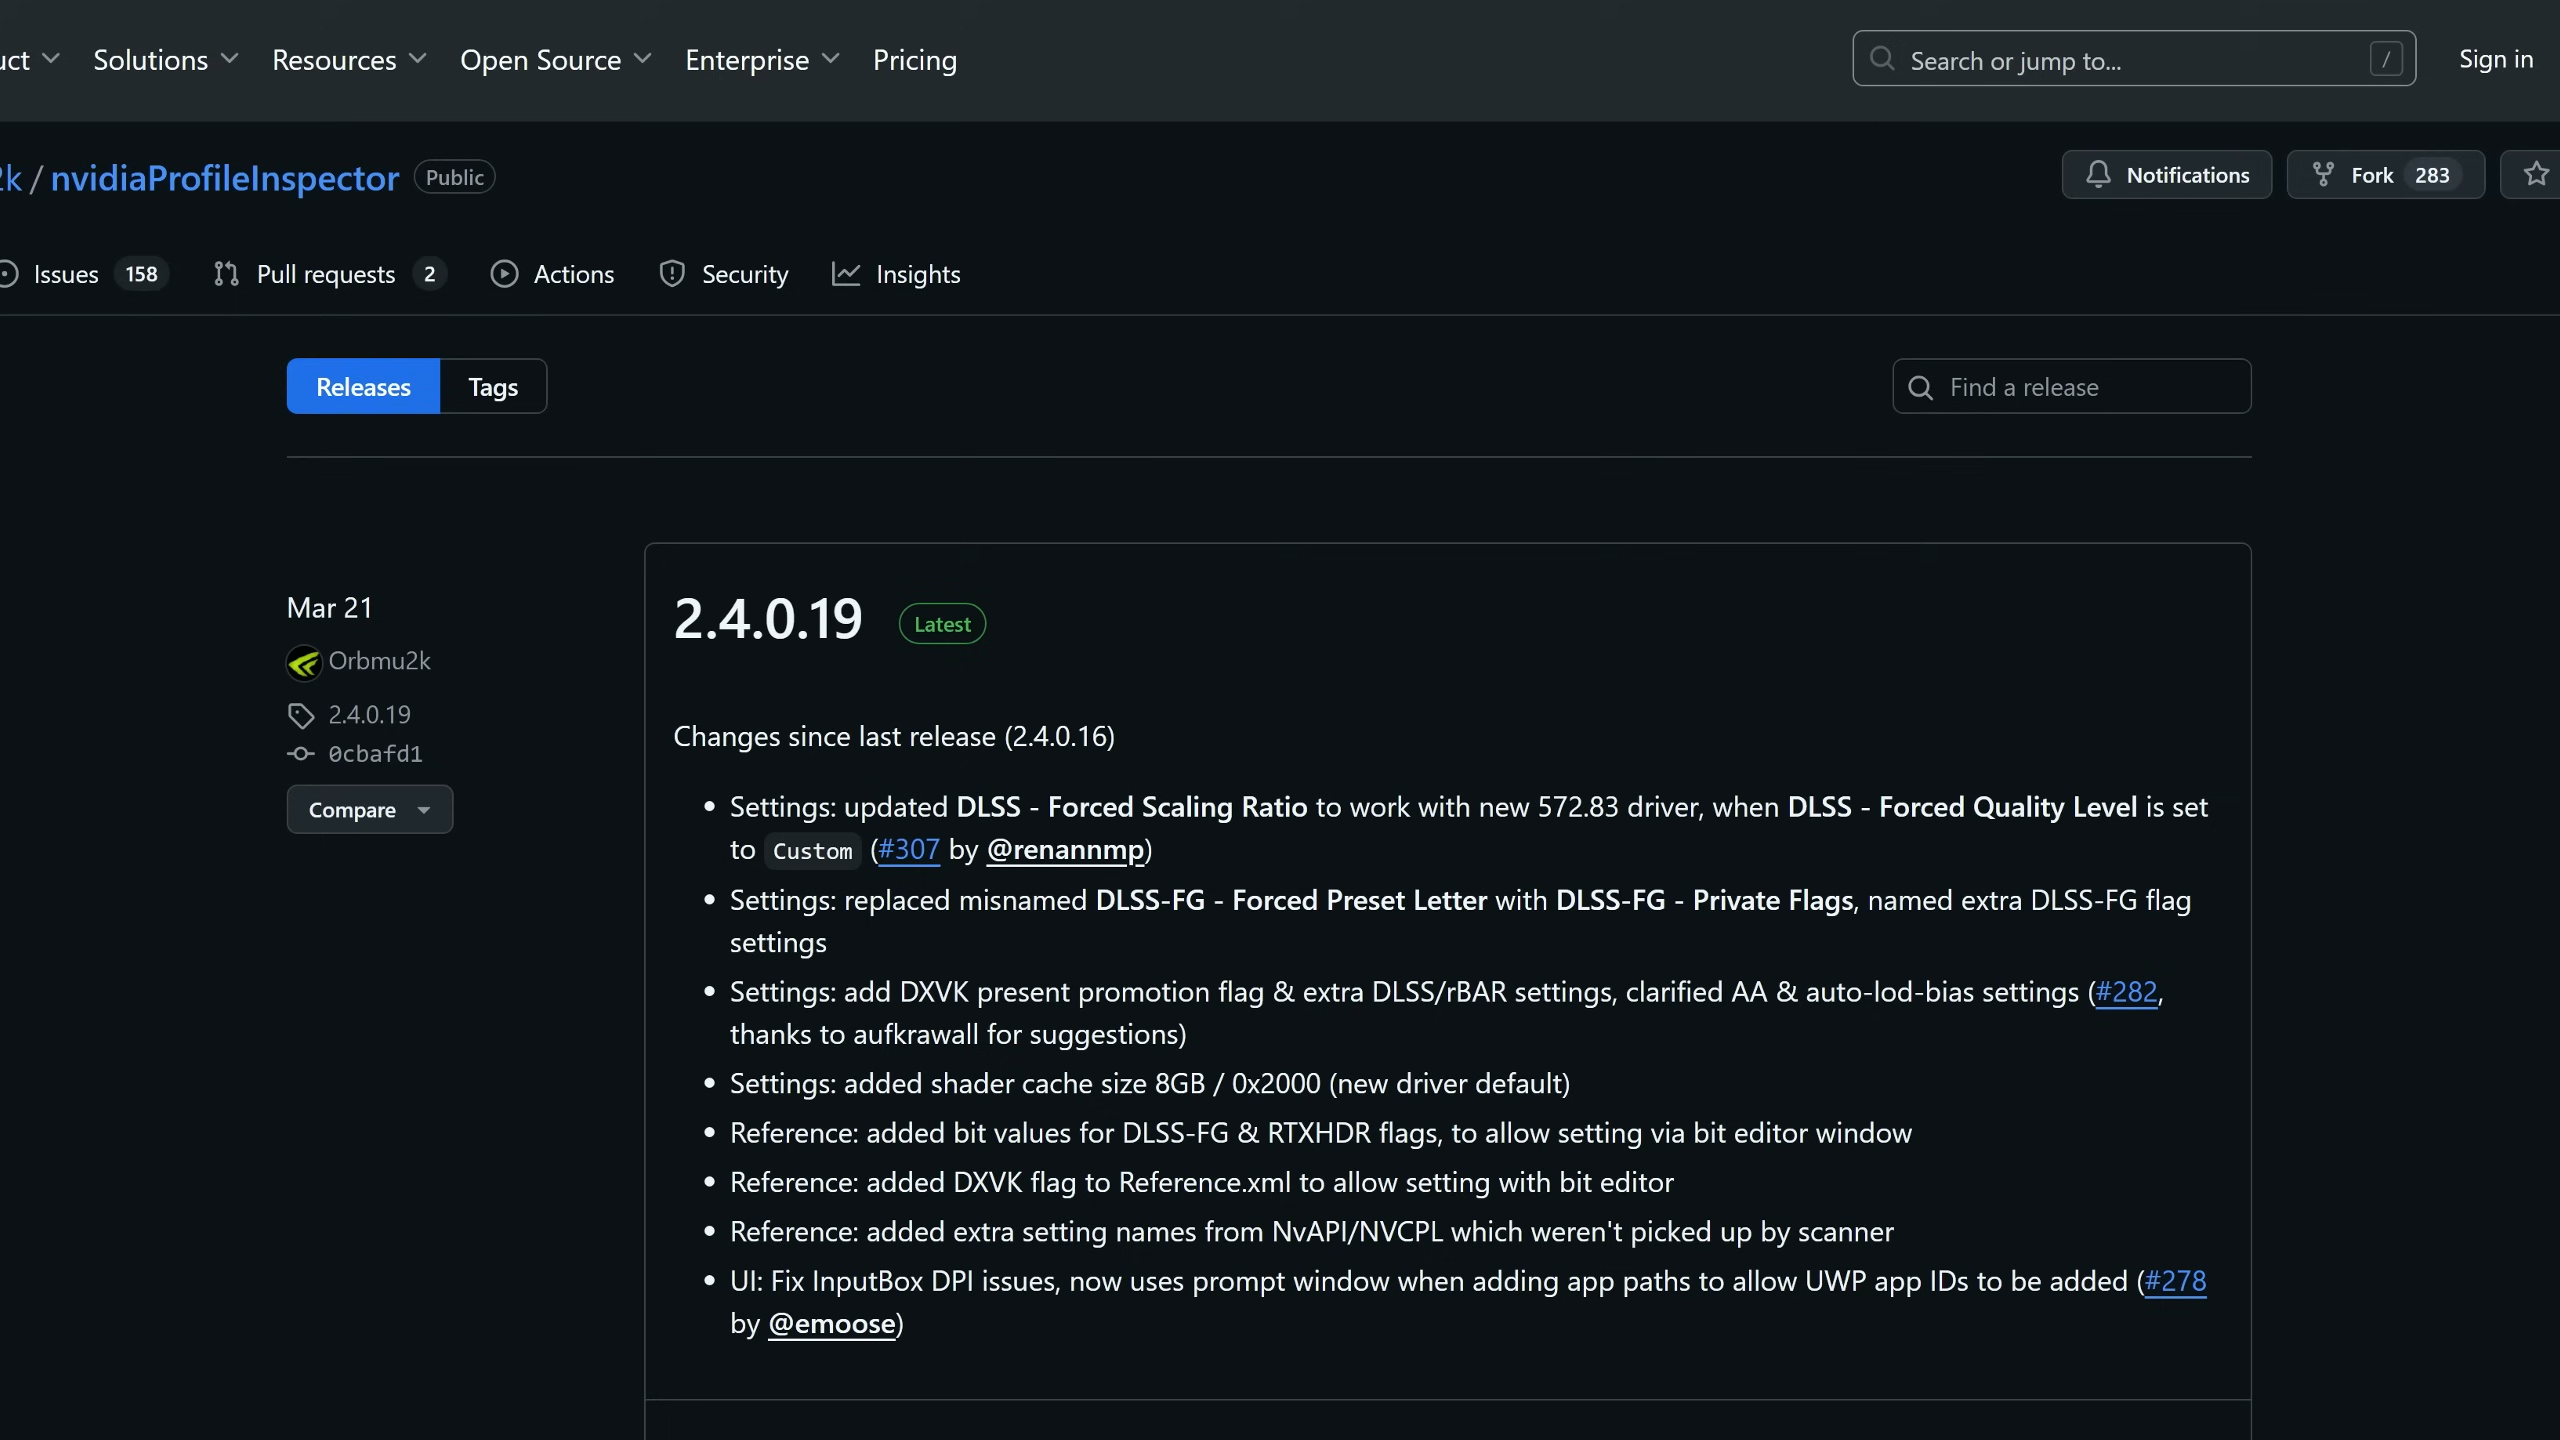 Solutions Resources Open Source Enterprise Pricing Search or jump to... / Sign in
/ nvidiaProfileInspector Public Notifications Fork 283
Issues 158 Pull requests 2 Actions Security Insights
Releases Tags Find a release
Mar 21
2.4.0.19 Latest
Orbmu2k
2.4.0.19
0cbafd1
Compare
Changes since last release (2.4.0.16)
• Settings: updated DLSS - Forced Scaling Ratio to work with new 572.83 driver, when DLSS - Forced Quality Level is set
to Custom (#307 by @renannmp)
• Settings: replaced misnamed DLSS-FG - Forced Preset Letter with DLSS-FG - Private Flags, named extra DLSS-FG flag
settings
• Settings: add DXVK present promotion flag & extra DLSS/rBAR settings, clarified AA & auto-lod-bias settings (#282,
thanks to aufkrawall for suggestions)
• Settings: added shader cache size 8GB / 0x2000 (new driver default)
• Reference: added bit values for DLSS-FG & RTXHDR flags, to allow setting via bit editor window
• Reference: added DXVK flag to Reference.xml to allow setting with bit editor
• Reference: added extra setting names from NvAPI/NVCPL which weren't picked up by scanner
• UI: Fix InputBox DPI issues, now uses prompt window when adding app paths to allow UWP app IDs to be added (#278
by @emoose)